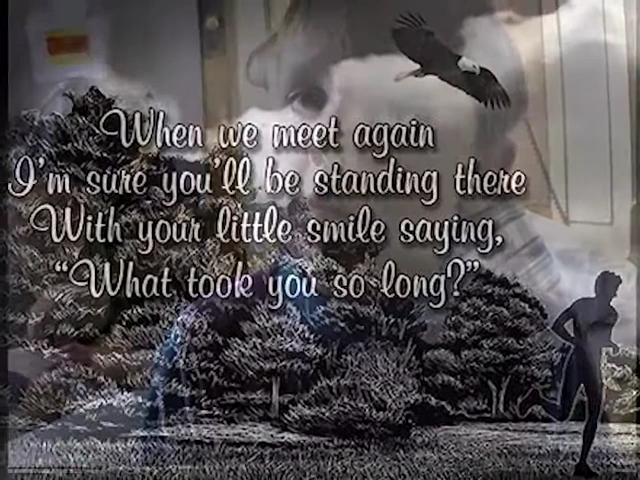 When we meet again
I'm sure you'll be standing there
With your little smile saying,
"What took you so long?"